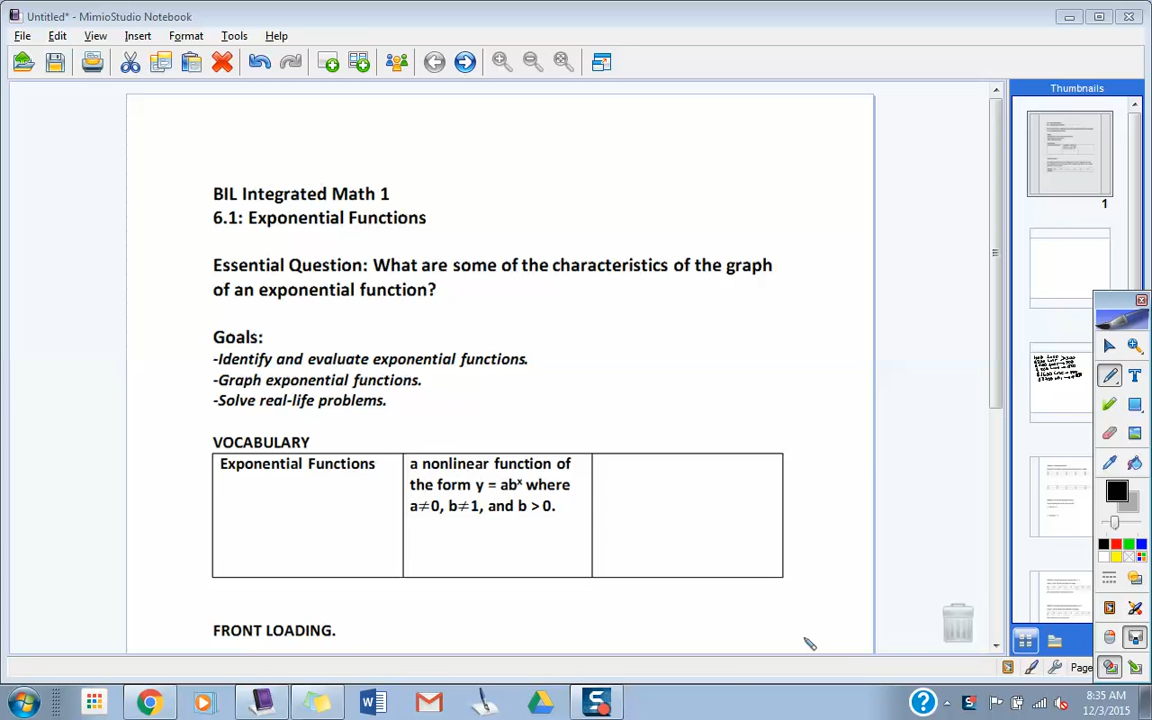 Untitled* - MimioStudio Notebook
File Edit View Insert Format Tools Help
Thumbnails
BIL Integrated Math 1
6.1: Exponential Functions
Essential Question: What are some of the characteristics of the graph
of an exponential function?
Goals:
-Identify and evaluate exponential functions.
-Graph exponential functions.
-Solve real-life problems.
VOCABULARY
Exponential Functions
a nonlinear function of
the form y = abˣ where
a≠0, b≠1, and b > 0.
FRONT LOADING.
1
T
Page
8:35 AM
12/3/2015